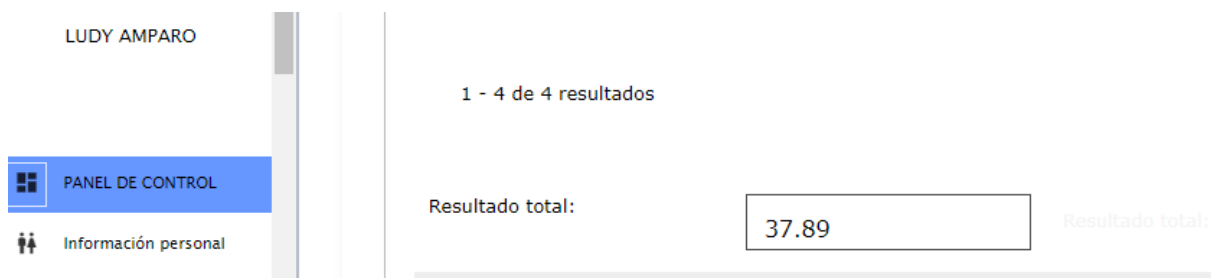 LUDY AMPARO
1 - 4 de 4 resultados
PANEL DE CONTROL
Resultado total:
37.89
Resultado total:
Información personal